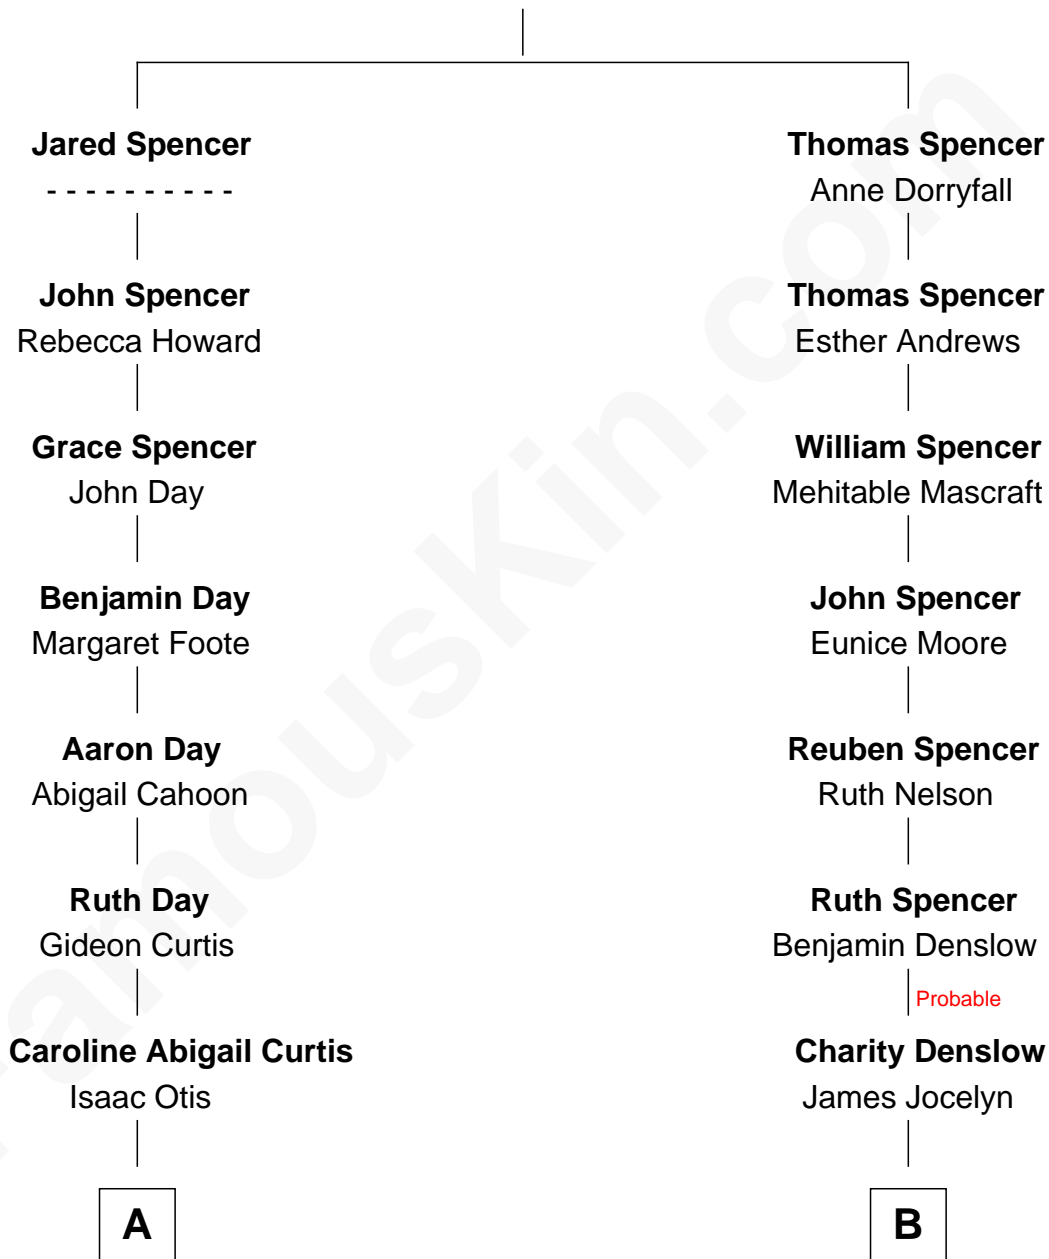 Jared Spencer
- - - - - - - - - -
John Spencer
Rebecca Howard
Grace Spencer
John Day
Benjamin Day
Margaret Foote
Aaron Day
Abigail Cahoon
Ruth Day
Gideon Curtis
Caroline Abigail Curtis
Isaac Otis
A
Thomas Spencer
Anne Dorryfall
Thomas Spencer
Esther Andrews
William Spencer
Mehitable Mascraft
John Spencer
Eunice Moore
Reuben Spencer
Ruth Nelson
Ruth Spencer
Benjamin Denslow
Probable
Charity Denslow
James Jocelyn
B
FamousKin.com